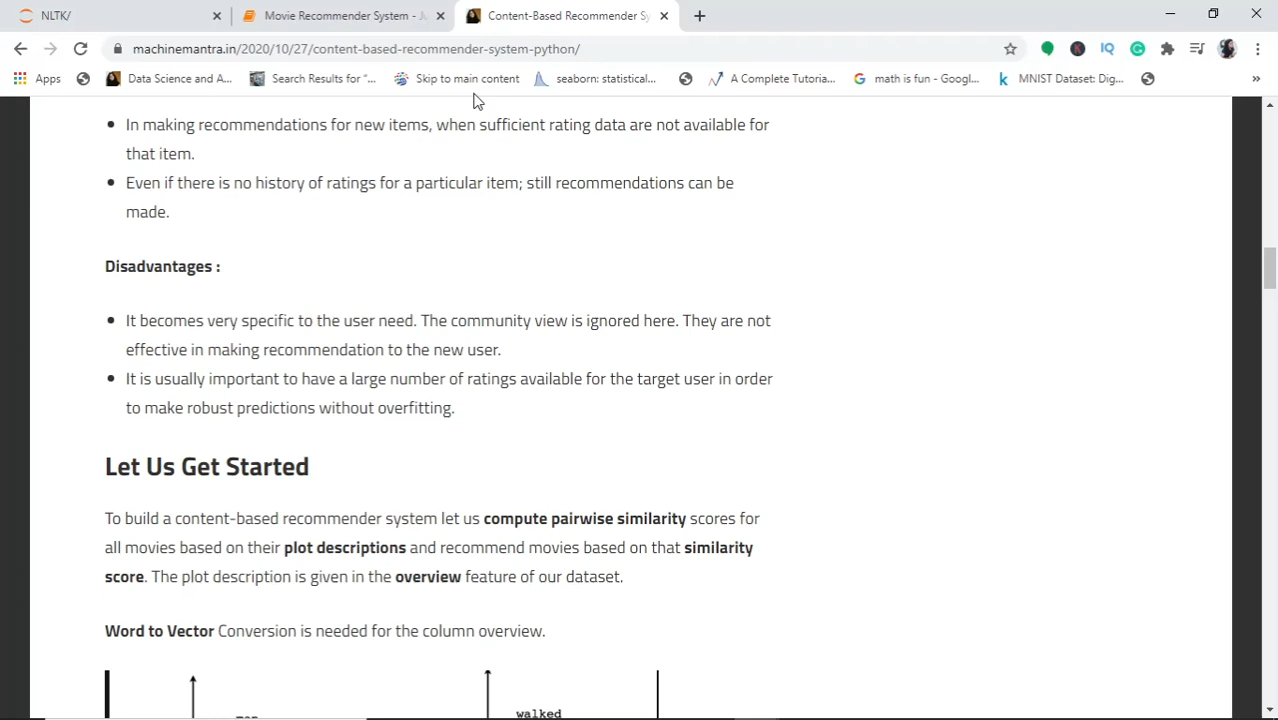 NLTK/
Movie Recommender System - Ju
Content-Based Recommender Sy
machinemantra.in/2020/10/27/content-based-recommender-system-python/
Apps
Data Science and A...
Search Results for “...
Skip to main content
seaborn: statistical...
A Complete Tutoria...
math is fun - Googl...
MNIST Dataset: Dig...
»
In making recommendations for new items, when sufficient rating data are not available for
that item.
Even if there is no history of ratings for a particular item; still recommendations can be
made.
Disadvantages :
It becomes very specific to the user need. The community view is ignored here. They are not
effective in making recommendation to the new user.
It is usually important to have a large number of ratings available for the target user in order
to make robust predictions without overfitting.
Let Us Get Started
To build a content-based recommender system let us compute pairwise similarity scores for
all movies based on their plot descriptions and recommend movies based on that similarity
score. The plot description is given in the overview feature of our dataset.
Word to Vector Conversion is needed for the column overview.
walked